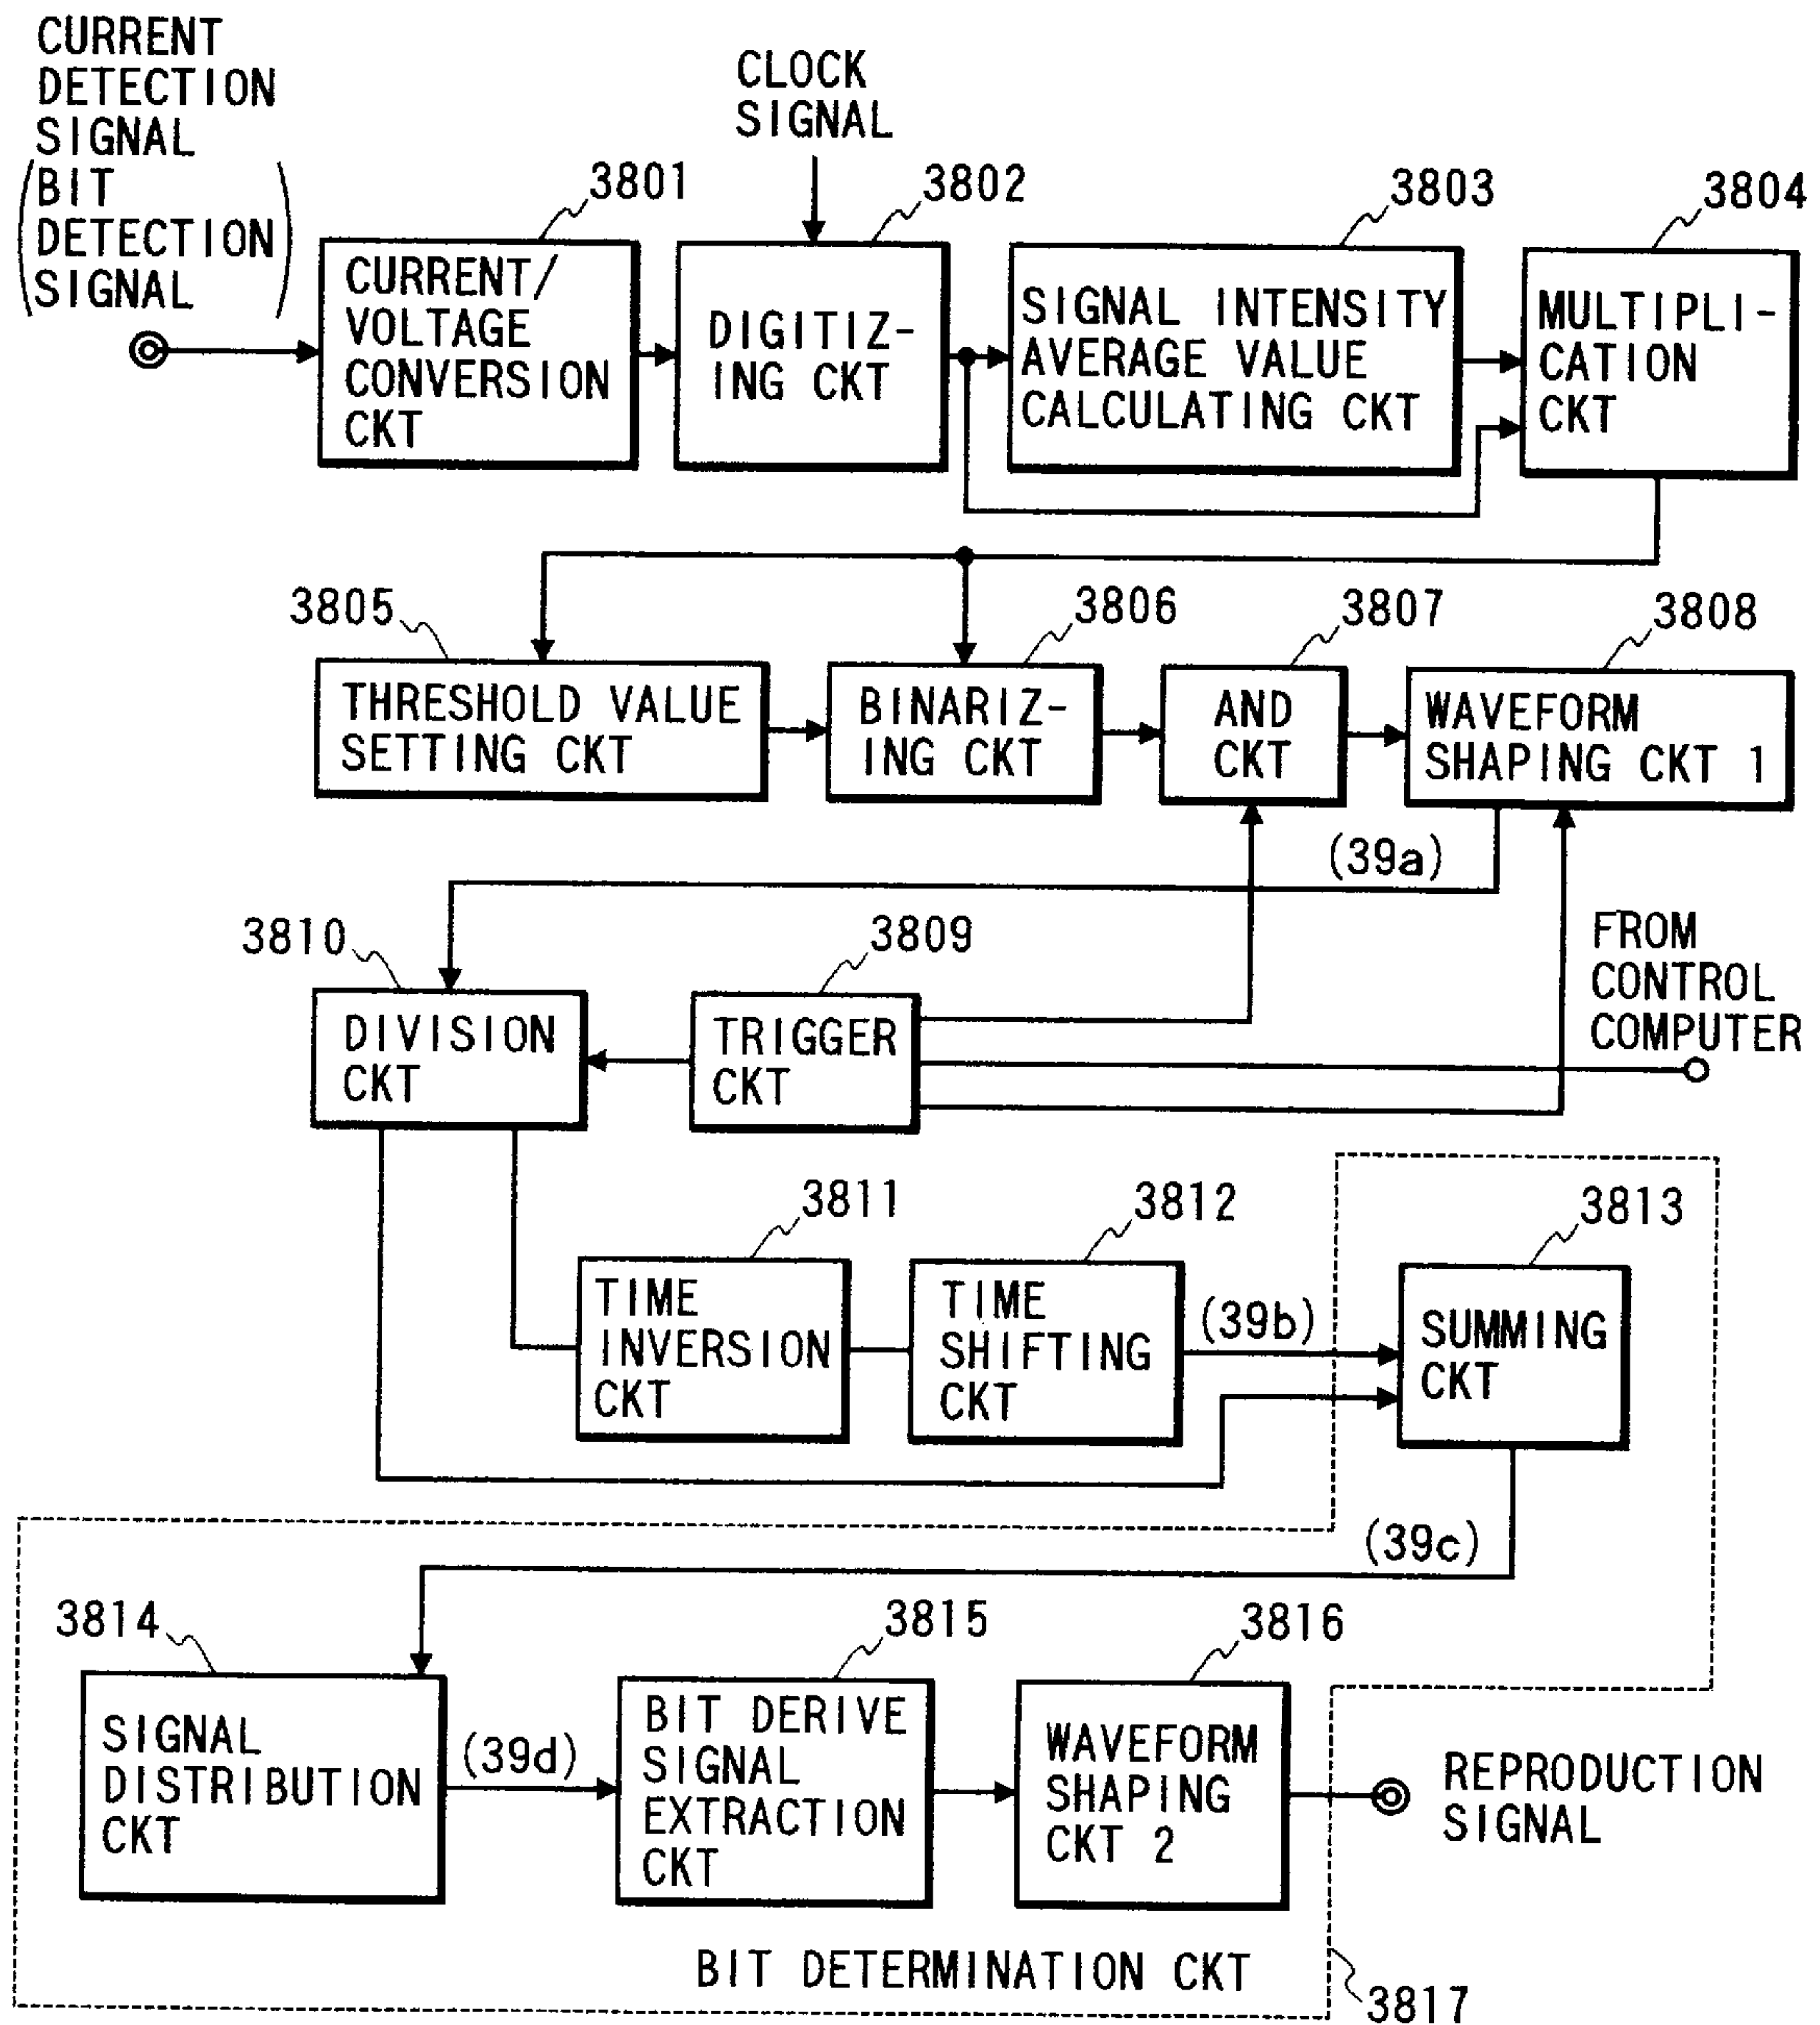 CURRENT
DETECTION
SIGNAL
(BIT
DETECTION
SIGNAL)
CLOCK
SIGNAL
3801
3802
3803
3804
CURRENT/
VOLTAGE
CONVERSION
CKT
DIGITIZ-
ING CKT
SIGNAL INTENSITY
AVERAGE VALUE
CALCULATING CKT
MULTIPLI-
CATION
CKT
3805
3806
3807
3808
THRESHOLD VALUE
SETTING CKT
BINARIZ-
ING CKT
AND
CKT
WAVEFORM
SHAPING CKT 1
(39a)
3810
3809
FROM
CONTROL
COMPUTER
DIVISION
CKT
TRIGGER
CKT
3811
3812
3813
TIME
INVERSION
CKT
TIME
SHIFTING
CKT
(39b)
SUMMING
CKT
(39c)
3814
3815
3816
SIGNAL
DISTRIBUTION
CKT
(39d)
BIT DERIVE
SIGNAL
EXTRACTION
CKT
WAVEFORM
SHAPING
CKT 2
REPRODUCTION
SIGNAL
BIT DETERMINATION CKT
3817